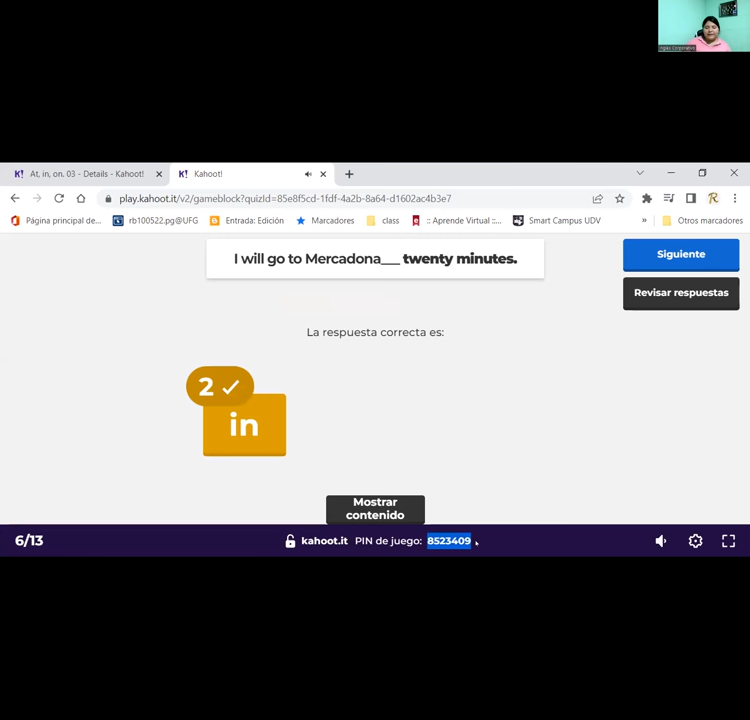 At, in, on. 03 - Details - Kahoot!
Kahoot!
play.kahoot.it/v2/gameblock?quizId=85e8f5cd-1fdf-4a2b-8a64-d1602ac4b3e7
Página principal de... rb100522.pg@UFG Entrada: Edición Marcadores class :: Aprende Virtual ::... Smart Campus UDV » Otros marcadores
I will go to Mercadona___ twenty minutes.
Siguiente
Revisar respuestas
La respuesta correcta es:
2
in
Mostrar
contenido
6/13
kahoot.it PIN de juego: 8523409